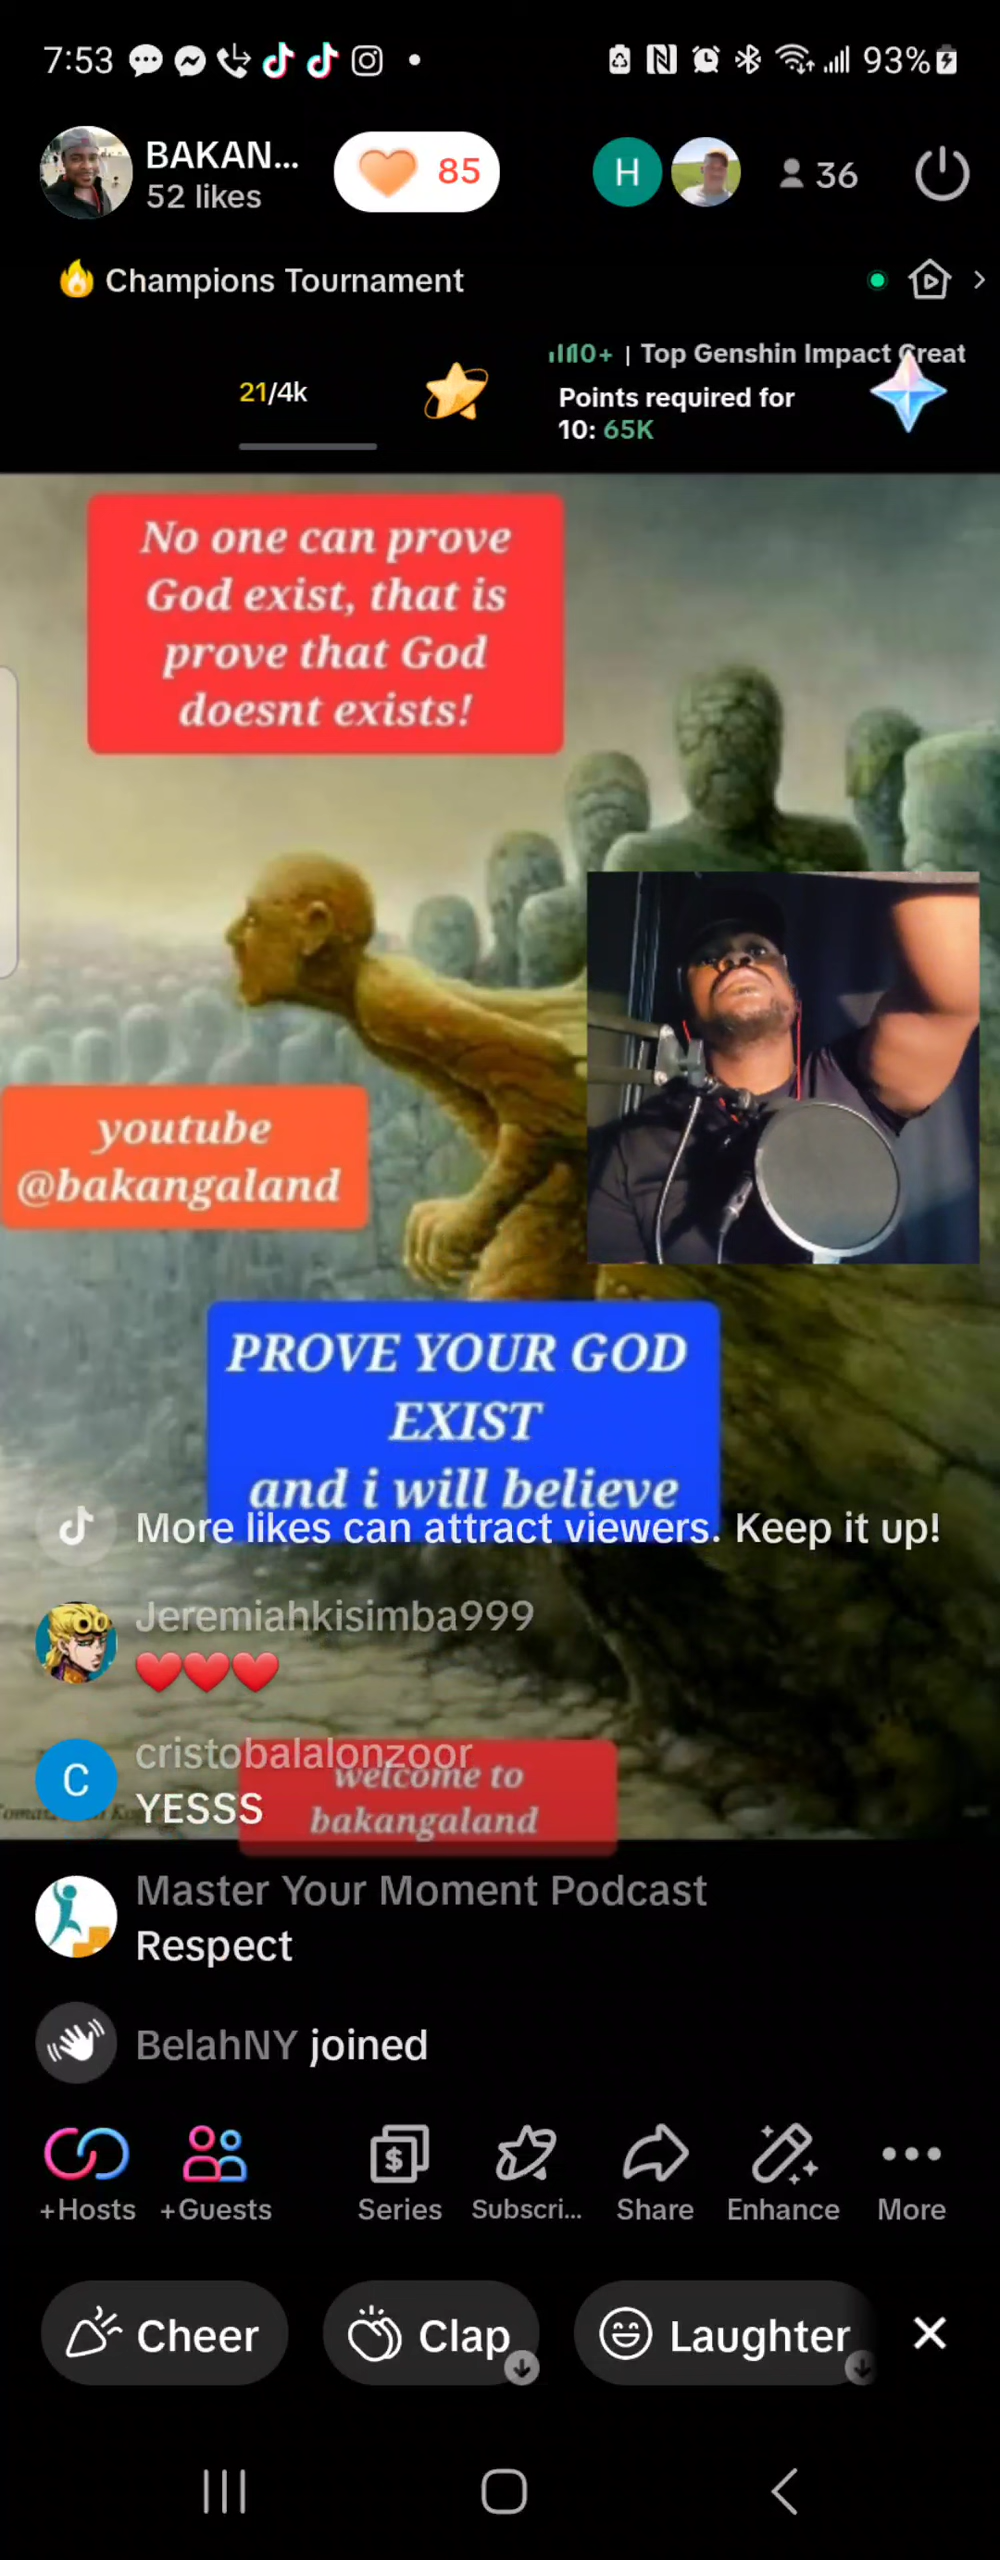 7:53
93%
BAKAN...
52 likes
85
H
36
Champions Tournament
21/4k
10+ | Top Genshin Impact Great
Points required for
10: 65K
No one can prove
God exist, that is
prove that God
doesnt exists!
youtube
@bakangaland
PROVE YOUR GOD
EXIST
and i will believe
More likes can attract viewers. Keep it up!
Jeremiahkisimba999
cristobalalonzoor
C
YESSS
welcome to
bakangaland
Master Your Moment Podcast
Respect
BelahNY joined
+Hosts
+Guests
Series
Subscri...
Share
Enhance
More
Cheer
Clap
Laughter